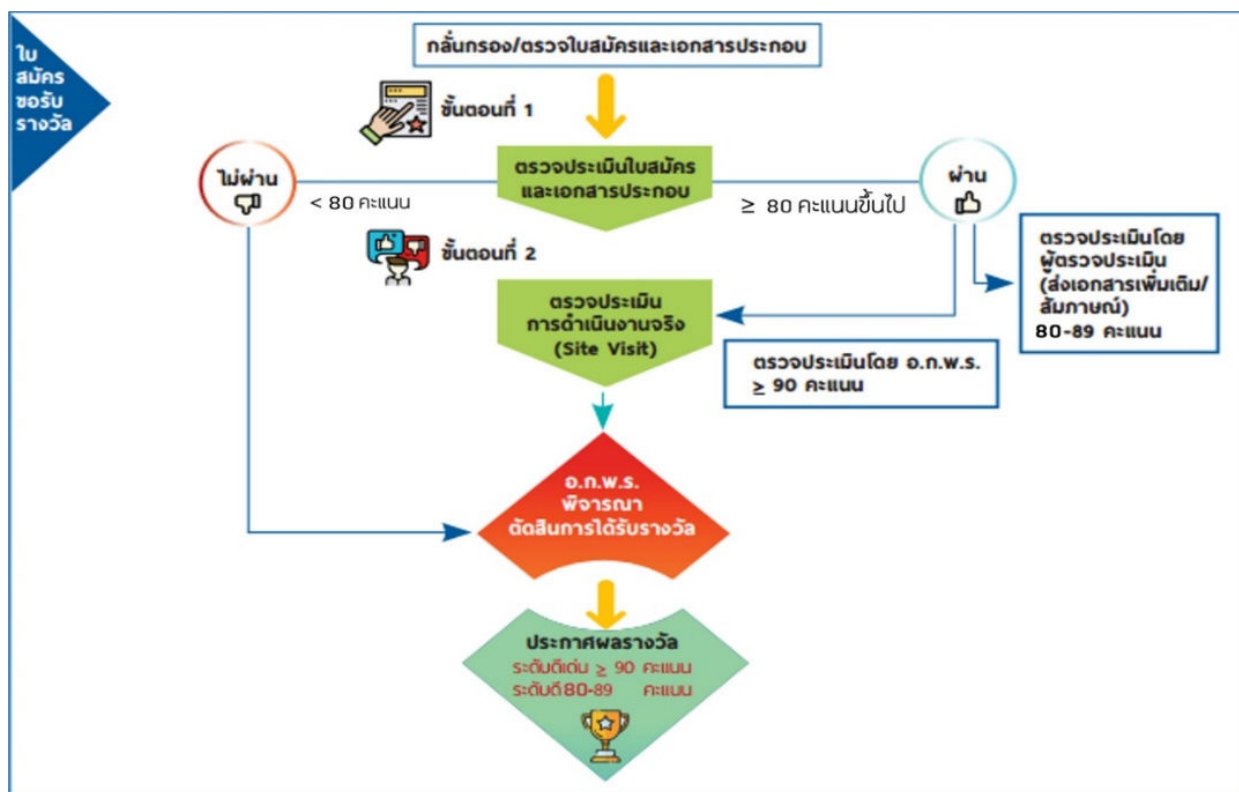 ใบ
สมัคร
ขอรับ
รางวัล
กลั่นกรอง/ตรวจใบสมัครและเอกสารประกอบ
ขั้นตอนที่ 1
ตรวจประเมินใบสมัคร
และเอกสารประกอบ
ไม่ผ่าน
< 80 คะแนน
ผ่าน
≥ 80 คะแนนขึ้นไป
ขั้นตอนที่ 2
ตรวจประเมินโดย
ผู้ตรวจประเมิน
(ส่งเอกสารเพิ่มเติม/
สัมภาษณ์)
80-89 คะแนน
ตรวจประเมิน
การดำเนินงานจริง
(Site Visit)
ตรวจประเมินโดย อ.ก.พ.ร.
≥ 90 คะแนน
อ.ก.พ.ร.
พิจารณา
ตัดสินการได้รับรางวัล
ประกาศผลรางวัล
ระดับดีเด่น ≥ 90 คะแนน
ระดับดี 80-89 คะแนน